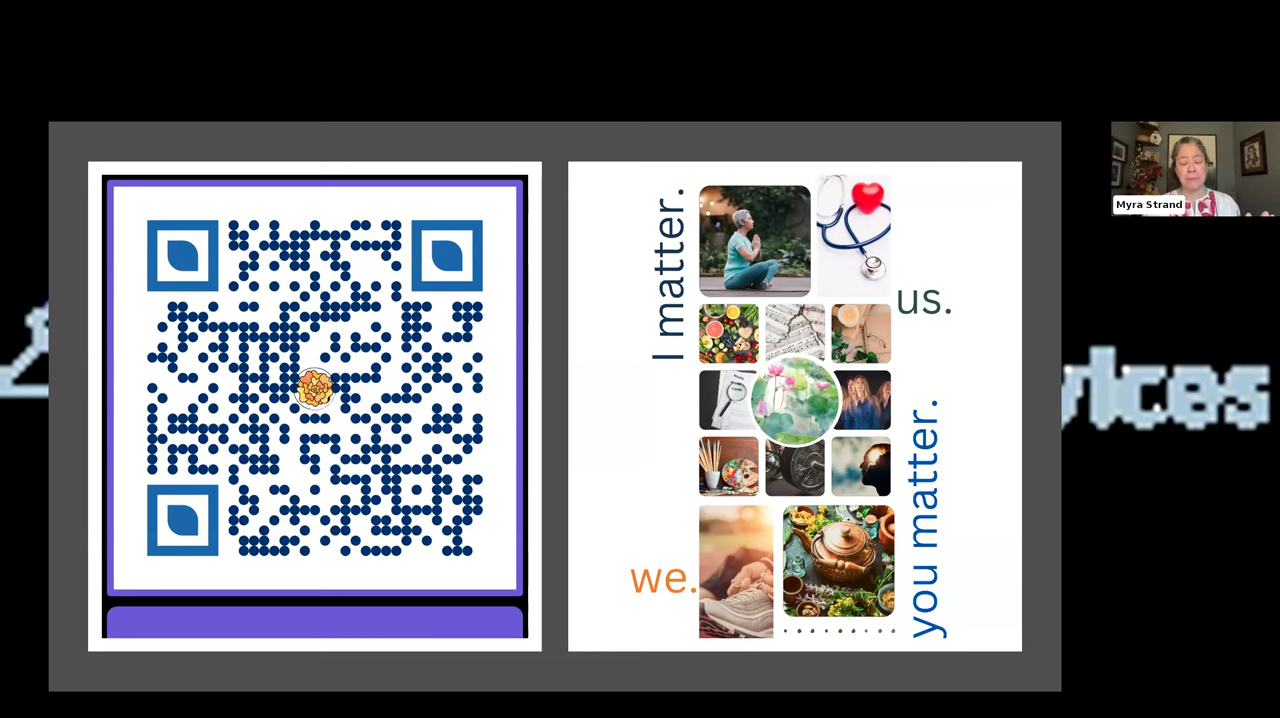 I matter.
us.
we.
you matter.
Myra Strand
vices